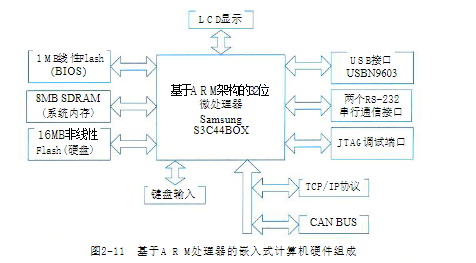 LCD显示
1MB线性Flash
(BIOS)
8MB SDRAM
(系统内存)
16MB非线性
Flash(硬盘)
基于ARM架构的32位
微处理器
Samsung
S3C44BOX
USB接口
USBN9603
两个RS-232
串行通信接口
JTAG调试端口
键盘输入
TCP/IP协议
CAN BUS
图2-11 基于ARM处理器的嵌入式计算机硬件组成